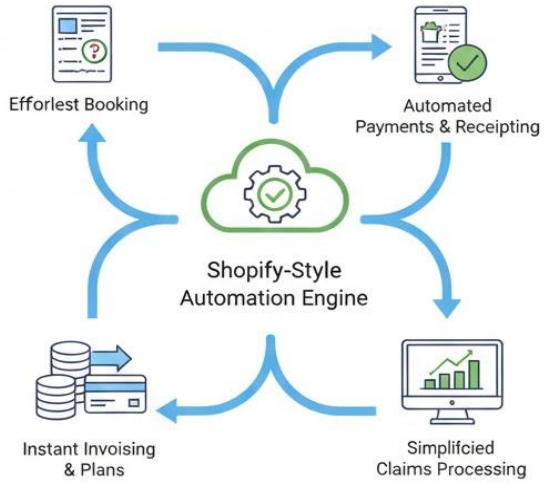 Efforlest Booking
Automated
Payments & Receipting
Shopify-Style
Automation Engine
Instant Invoising
& Plans
Simplifcied
Claims Processing